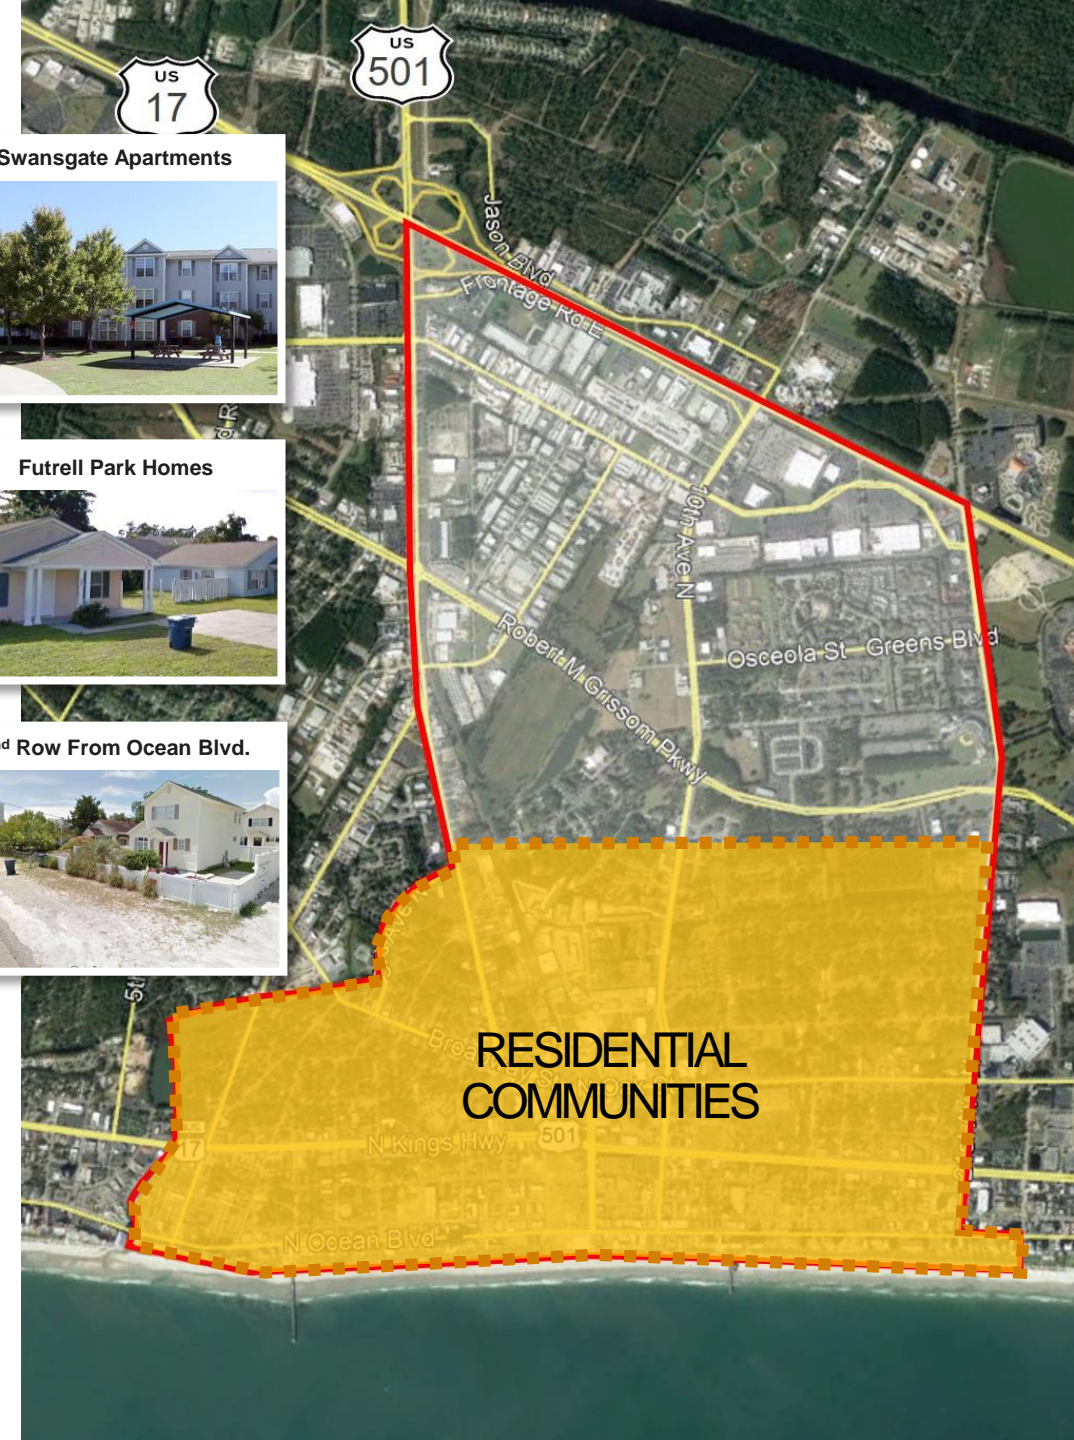 US
501
US
17
Swansgate Apartments
Jason Blvd
Frontage Rd E
Futrell Park Homes
10th Ave N
Robert M Grissom Pkwy
Osceola St
Greens Blvd
Row From Ocean Blvd.
RESIDENTIAL
COMMUNITIES
N Kings Hwy
501
17
N Ocean Blvd